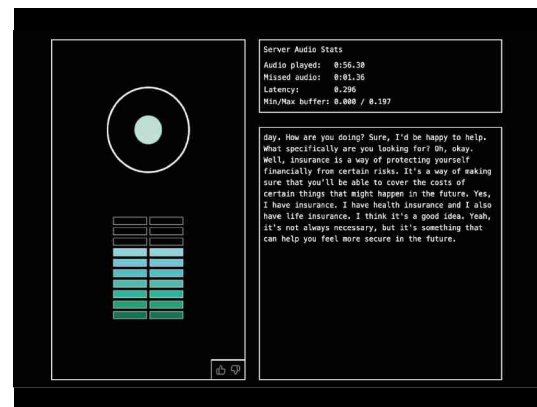 Server Audio Stats
Audio played: 0:56.30
Missed audio: 0:01.36
Latency: 0.296
Min/Max buffer: 0.000 / 0.197
day. How are you doing? Sure, I'd be happy to help.
What specifically are you looking for? Oh, okay.
Well, insurance is a way of protecting yourself
financially from certain risks. It's a way of making
sure that you'll be able to cover the costs of
certain things that might happen in the future. Yes,
I have insurance. I have health insurance and I also
have life insurance. I think it's a good idea. Yeah,
it's not always necessary, but it's something that
can help you feel more secure in the future.